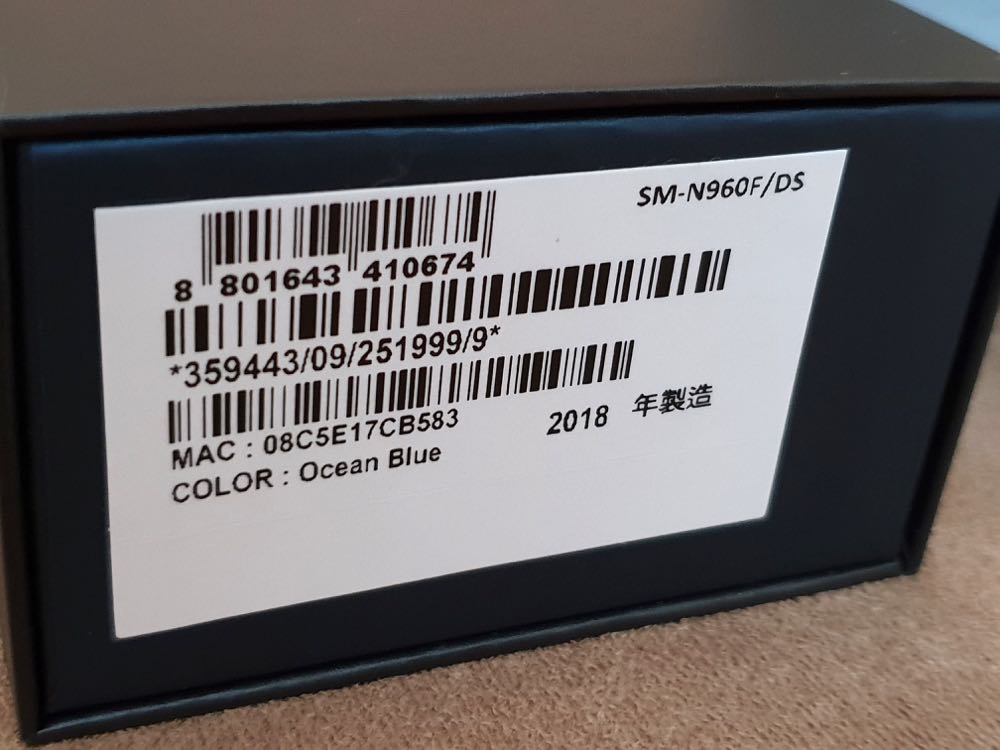 SM-N960F/DS
8 801643 410674
*359443/09/251999/9*
MAC : 08C5E17CB583
2018 年製造
COLOR : Ocean Blue